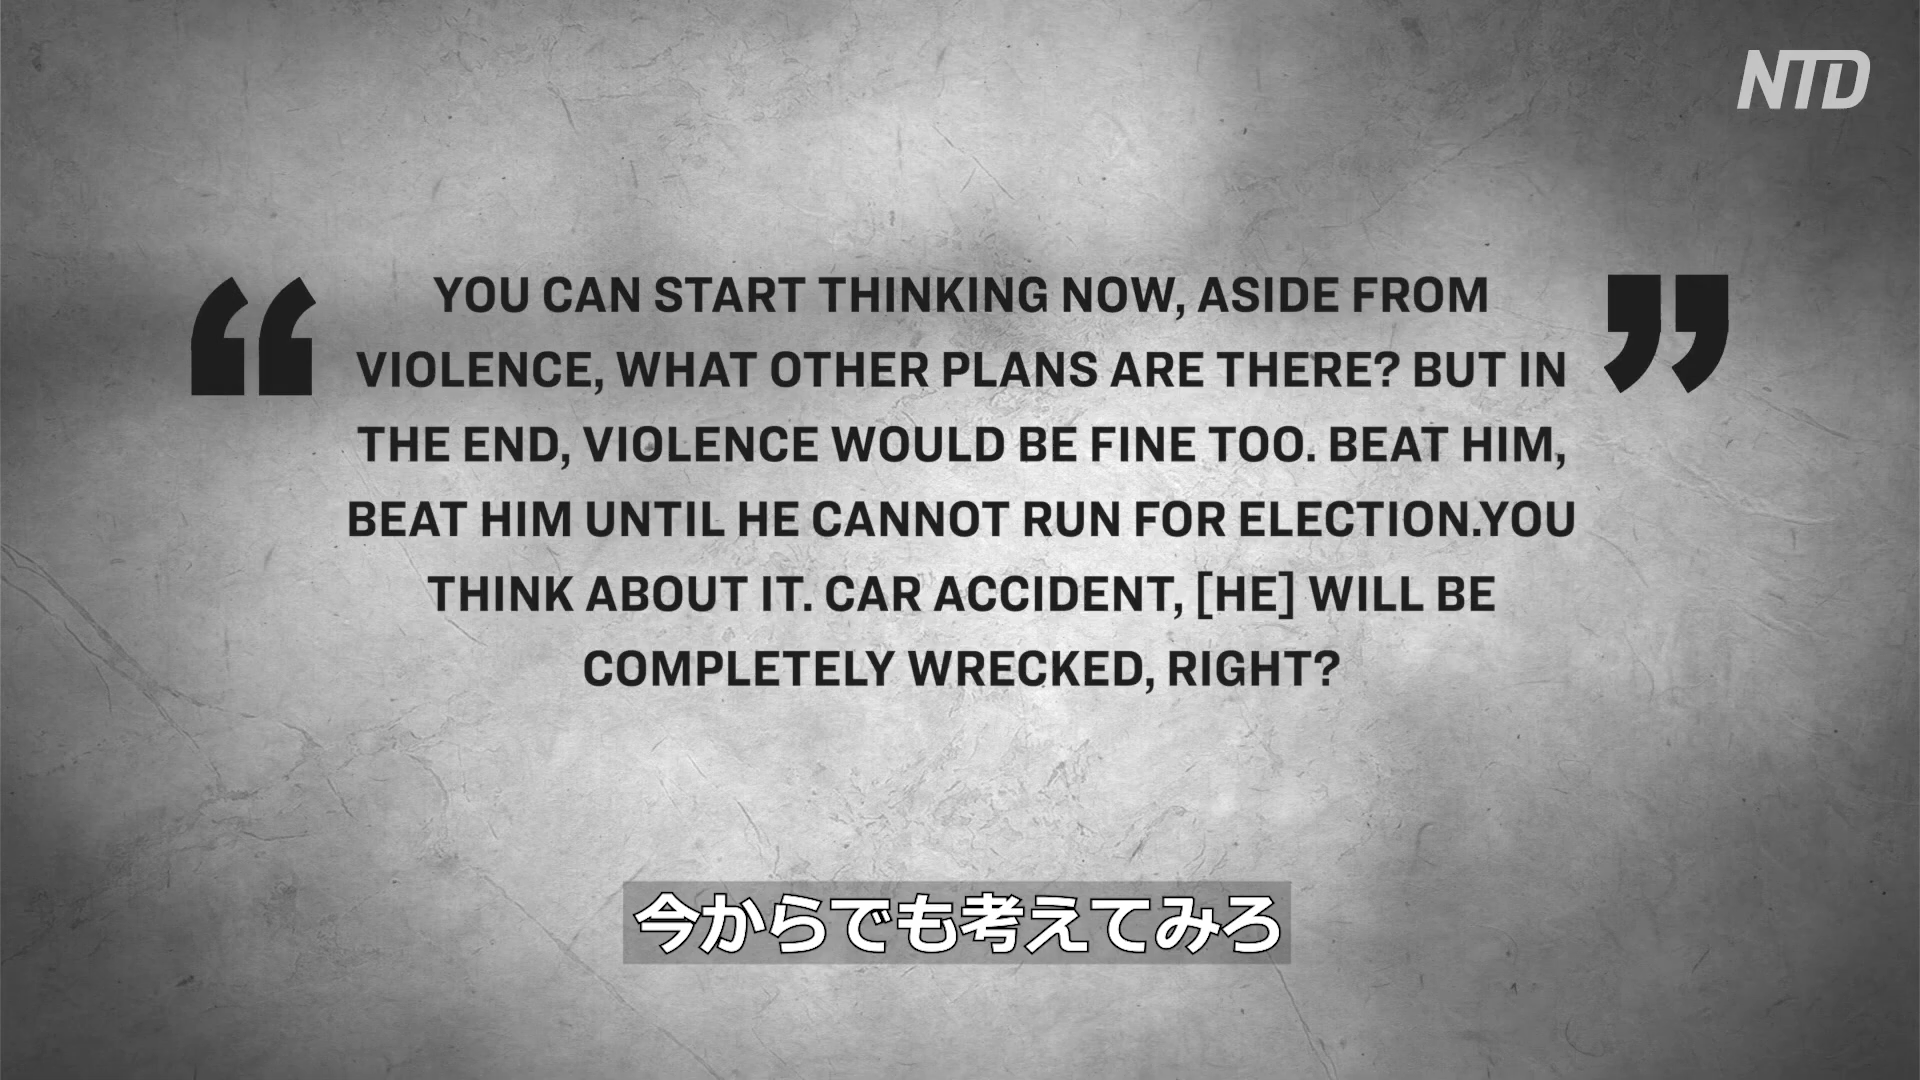 NTD
“ YOU CAN START THINKING NOW, ASIDE FROM ”
VIOLENCE, WHAT OTHER PLANS ARE THERE? BUT IN
THE END, VIOLENCE WOULD BE FINE TOO. BEAT HIM,
BEAT HIM UNTIL HE CANNOT RUN FOR ELECTION.YOU
THINK ABOUT IT. CAR ACCIDENT, [HE] WILL BE
COMPLETELY WRECKED, RIGHT?
今からでも考えてみろ